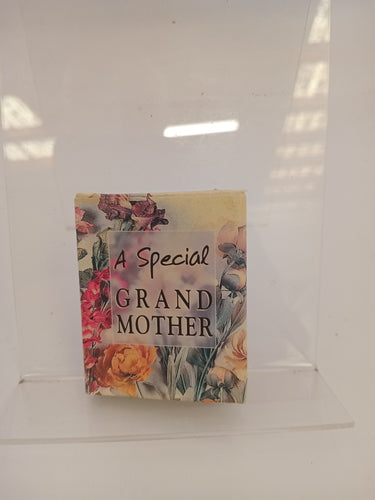 A Special
GRAND
MOTHER